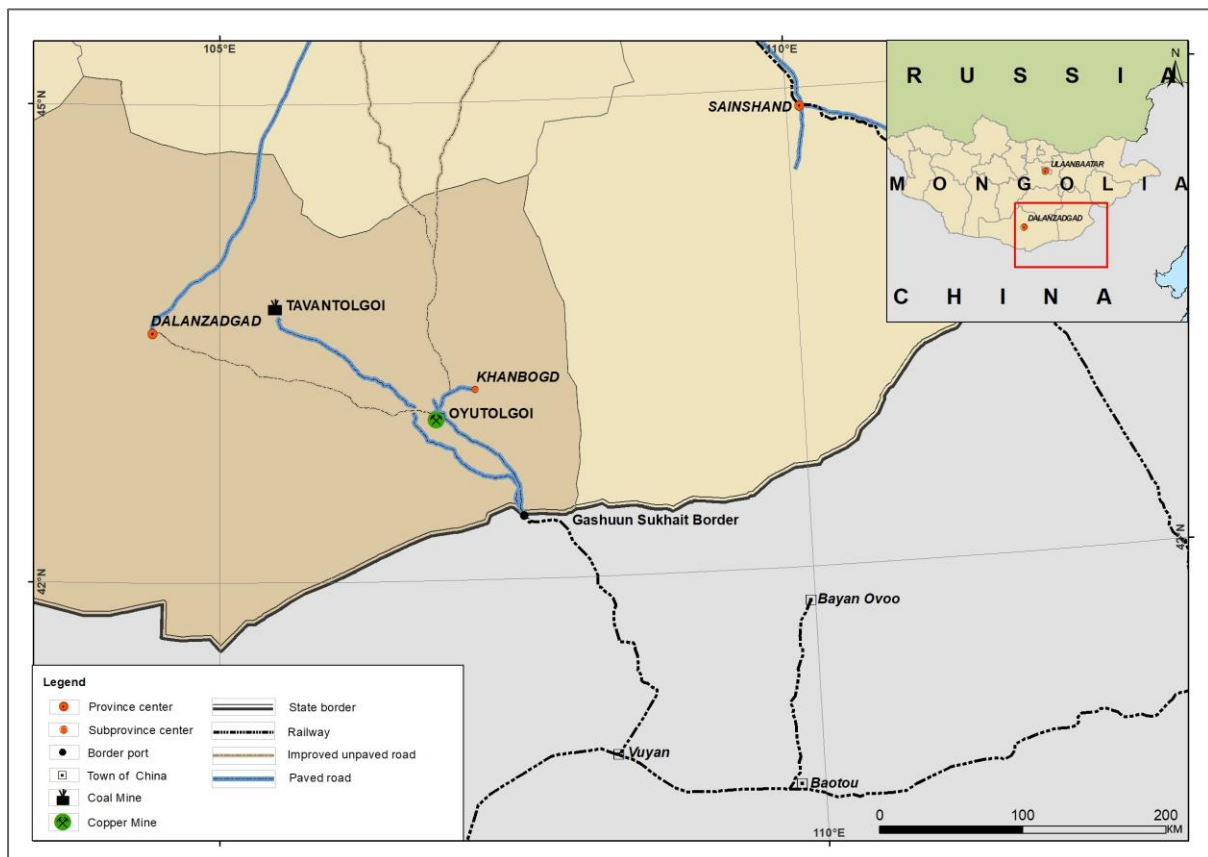 105°E
110°E
N
R U S S I A
45°N
SAINSHAND
ULAANBAATAR
M O N G O L I A
DALANZADGAD
TAVANTOLGOI
C H I N A
DALANZADGAD
KHANBOGD
OYUTOLGOI
Gashuun Sukhait Border
42°N
42°N
Bayan Ovoo
Legend
Province center
State border
Subprovince center
Railway
Border port
Improved unpaved road
Town of China
Paved road
Coal Mine
Copper Mine
Vuyan
Baotou
110°E
0 100 200
KM